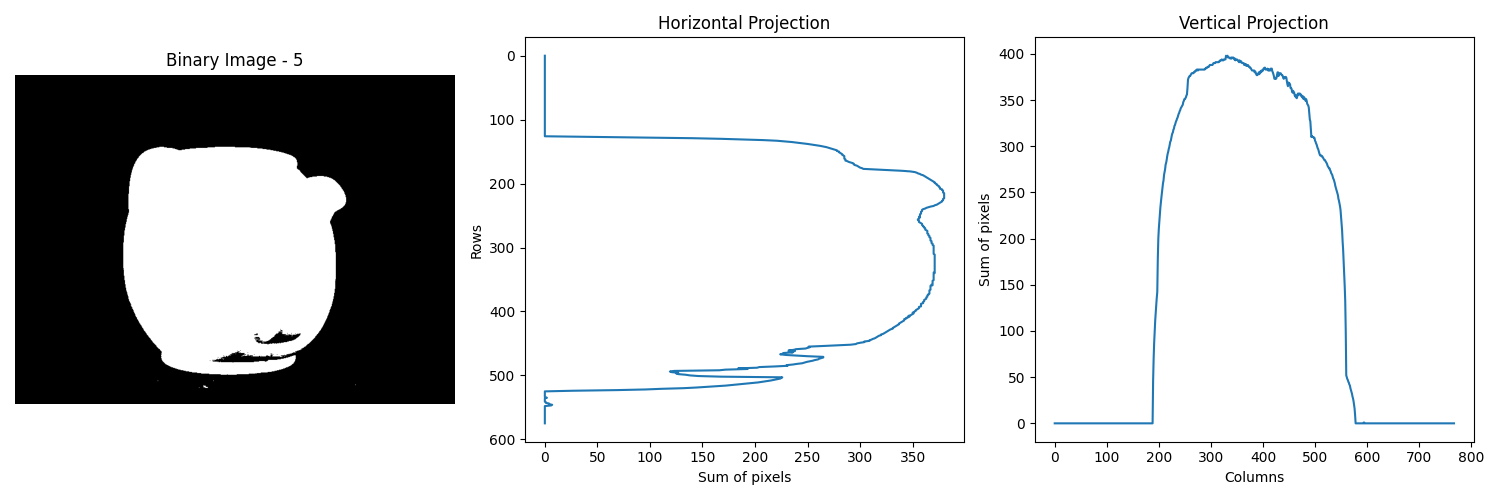 Binary Image - 5
Horizontal Projection
0
100
200
300
400
500
600
Rows
0 50 100 150 200 250 300 350
Sum of pixels
Vertical Projection
400
350
300
250
200
150
100
50
0
Sum of pixels
0 100 200 300 400 500 600 700 800
Columns